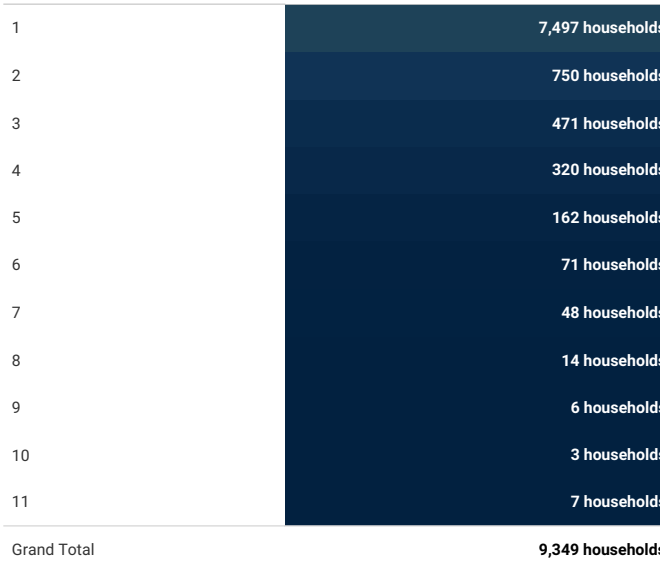 1 7,497 households
2 750 households
3 471 households
4 320 households
5 162 households
6 71 households
7 48 households
8 14 households
9 6 households
10 3 households
11 7 households
Grand Total 9,349 households